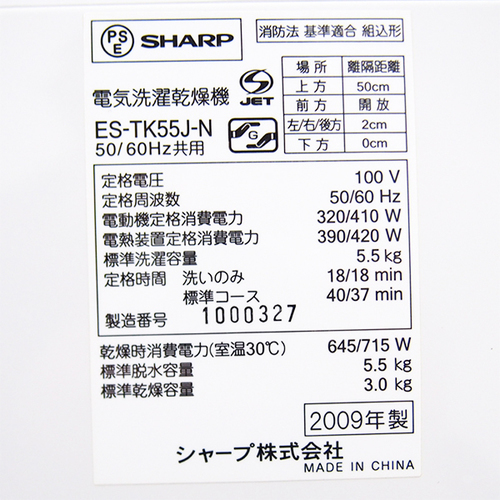 PSE SHARP
消防法 基準適合 組込形
電気洗濯乾燥機
S JET
ES-TK55J-N
G
50/60Hz共用
場所 離隔距離
上方 50cm
前方 開放
左/右/後方 2cm
下方 0cm
定格電圧 100 V
定格周波数 50/60 Hz
電動機定格消費電力 320/410 W
電熱装置定格消費電力 390/420 W
標準洗濯容量 5.5 kg
定格時間 洗いのみ 18/18 min
標準コース 40/37 min
製造番号 1000327
乾燥時消費電力(室温30℃) 645/715 W
標準脱水容量 5.5 kg
標準乾燥容量 3.0 kg
2009年製
シャープ株式会社
MADE IN CHINA